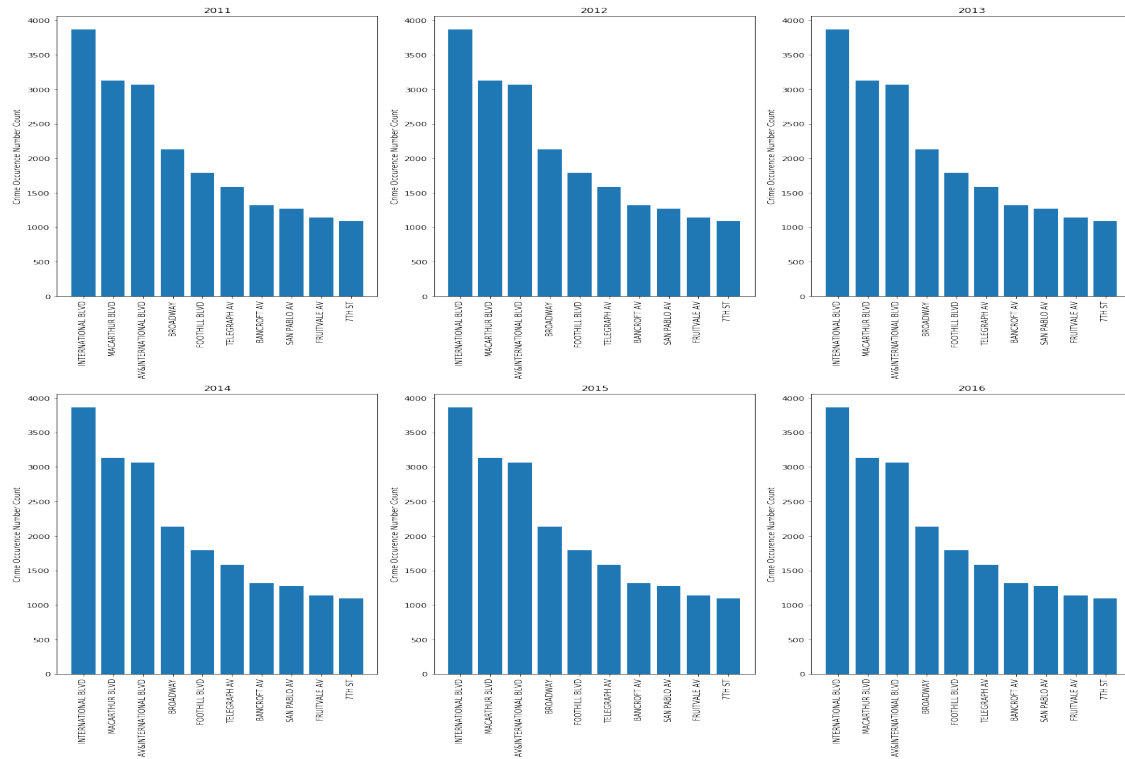 2011
2012
2013
4000
3500
3000
2500
2000
1500
1000
500
0
Crime Occurence Number Count
INTERNATIONAL BLVD
MACARTHUR BLVD
AV&INTERNATIONAL BLVD
BROADWAY
FOOTHILL BLVD
TELEGRAPH AV
BANCROFT AV
SAN PABLO AV
FRUITVALE AV
7TH ST
4000
3500
3000
2500
2000
1500
1000
500
0
Crime Occurence Number Count
INTERNATIONAL BLVD
MACARTHUR BLVD
AV&INTERNATIONAL BLVD
BROADWAY
FOOTHILL BLVD
TELEGRAPH AV
BANCROFT AV
SAN PABLO AV
FRUITVALE AV
7TH ST
4000
3500
3000
2500
2000
1500
1000
500
0
Crime Occurence Number Count
INTERNATIONAL BLVD
MACARTHUR BLVD
AV&INTERNATIONAL BLVD
BROADWAY
FOOTHILL BLVD
TELEGRAPH AV
BANCROFT AV
SAN PABLO AV
FRUITVALE AV
7TH ST
2014
2015
2016
4000
3500
3000
2500
2000
1500
1000
500
0
Crime Occurence Number Count
INTERNATIONAL BLVD
MACARTHUR BLVD
AV&INTERNATIONAL BLVD
BROADWAY
FOOTHILL BLVD
TELEGRAPH AV
BANCROFT AV
SAN PABLO AV
FRUITVALE AV
7TH ST
4000
3500
3000
2500
2000
1500
1000
500
0
Crime Occurence Number Count
INTERNATIONAL BLVD
MACARTHUR BLVD
AV&INTERNATIONAL BLVD
BROADWAY
FOOTHILL BLVD
TELEGRAPH AV
BANCROFT AV
SAN PABLO AV
FRUITVALE AV
7TH ST
4000
3500
3000
2500
2000
1500
1000
500
0
Crime Occurence Number Count
INTERNATIONAL BLVD
MACARTHUR BLVD
AV&INTERNATIONAL BLVD
BROADWAY
FOOTHILL BLVD
TELEGRAPH AV
BANCROFT AV
SAN PABLO AV
FRUITVALE AV
7TH ST